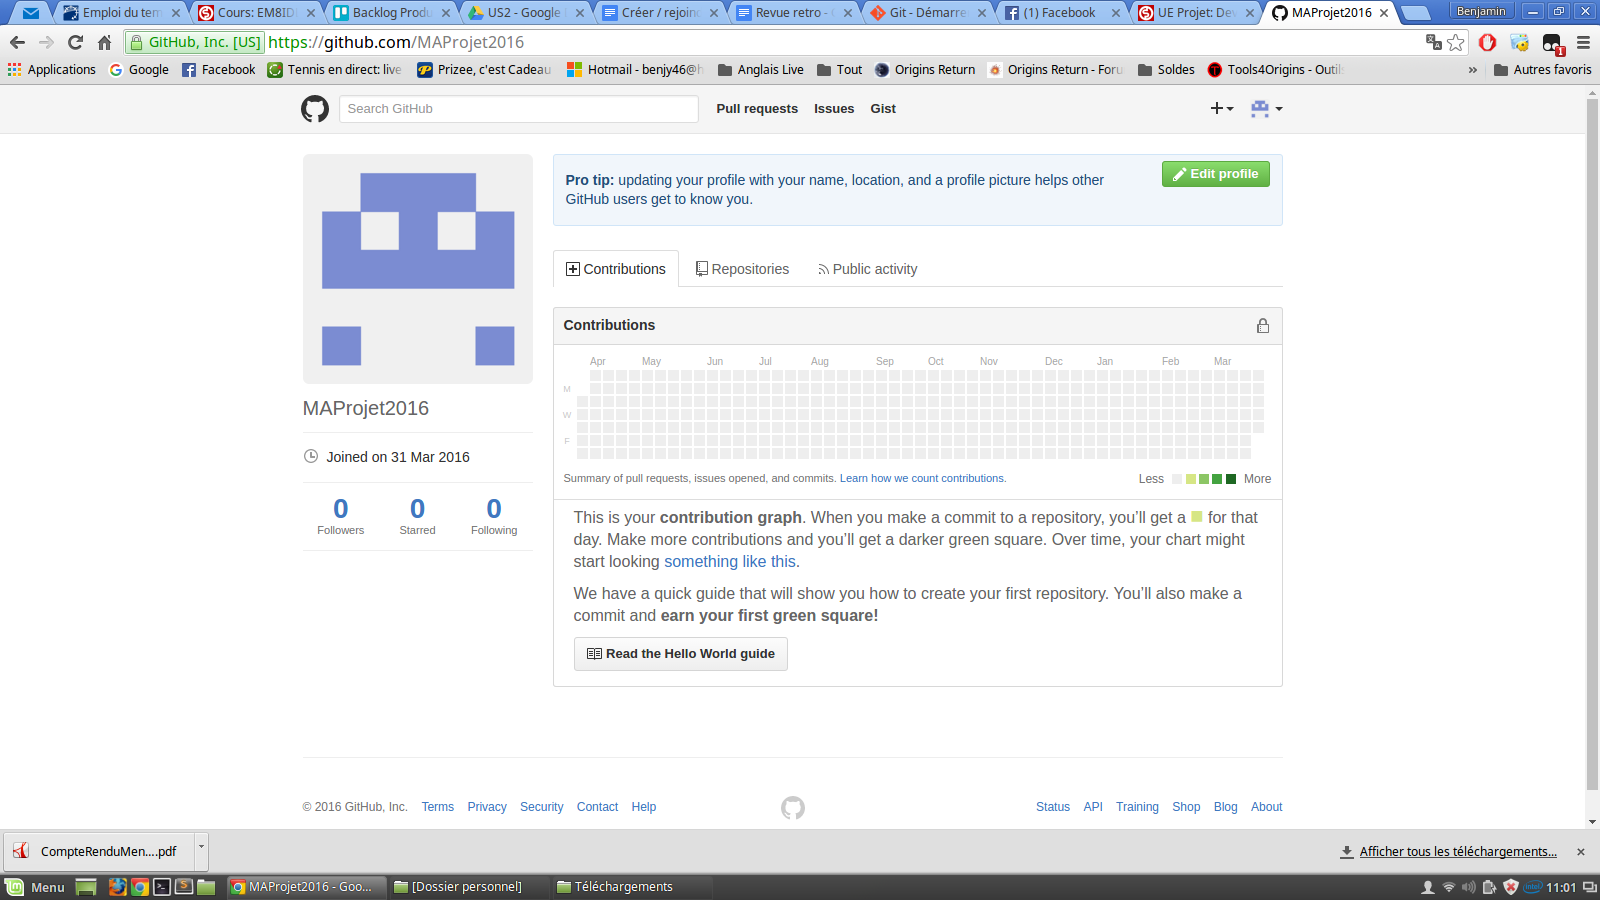 Emploi du tem
Cours: EM8ID
Backlog Produ
US2 - Google
Créer / rejoin
Revue retro -
Git - Démarre
(1) Facebook
UE Projet: Dev
MAProjet2016
Benjamin
GitHub, Inc. [US] https://github.com/MAProjet2016
Applications
Google
Facebook
Tennis en direct: live
Prizee, c'est Cadeau
Hotmail - benjy46@h
Anglais Live
Tout
Origins Return
Origins Return - Foru
Soldes
Tools4Origins - Outils
»
Autres favoris
Search GitHub
Pull requests
Issues
Gist
Pro tip: updating your profile with your name, location, and a profile picture helps other
GitHub users get to know you.
Edit profile
Contributions
Repositories
Public activity
Contributions
Apr May Jun Jul Aug Sep Oct Nov Dec Jan Feb Mar
M
W
F
Summary of pull requests, issues opened, and commits. Learn how we count contributions.
Less
More
This is your contribution graph. When you make a commit to a repository, you’ll get a for that
day. Make more contributions and you’ll get a darker green square. Over time, your chart might
start looking something like this.
We have a quick guide that will show you how to create your first repository. You’ll also make a
commit and earn your first green square!
Read the Hello World guide
MAProjet2016
Joined on 31 Mar 2016
0 0 0
Followers Starred Following
© 2016 GitHub, Inc. Terms Privacy Security Contact Help
Status API Training Shop Blog About
CompteRenduMen....pdf
Afficher tous les téléchargements...
Menu
MAProjet2016 - Goo...
[Dossier personnel]
Téléchargements
11:01